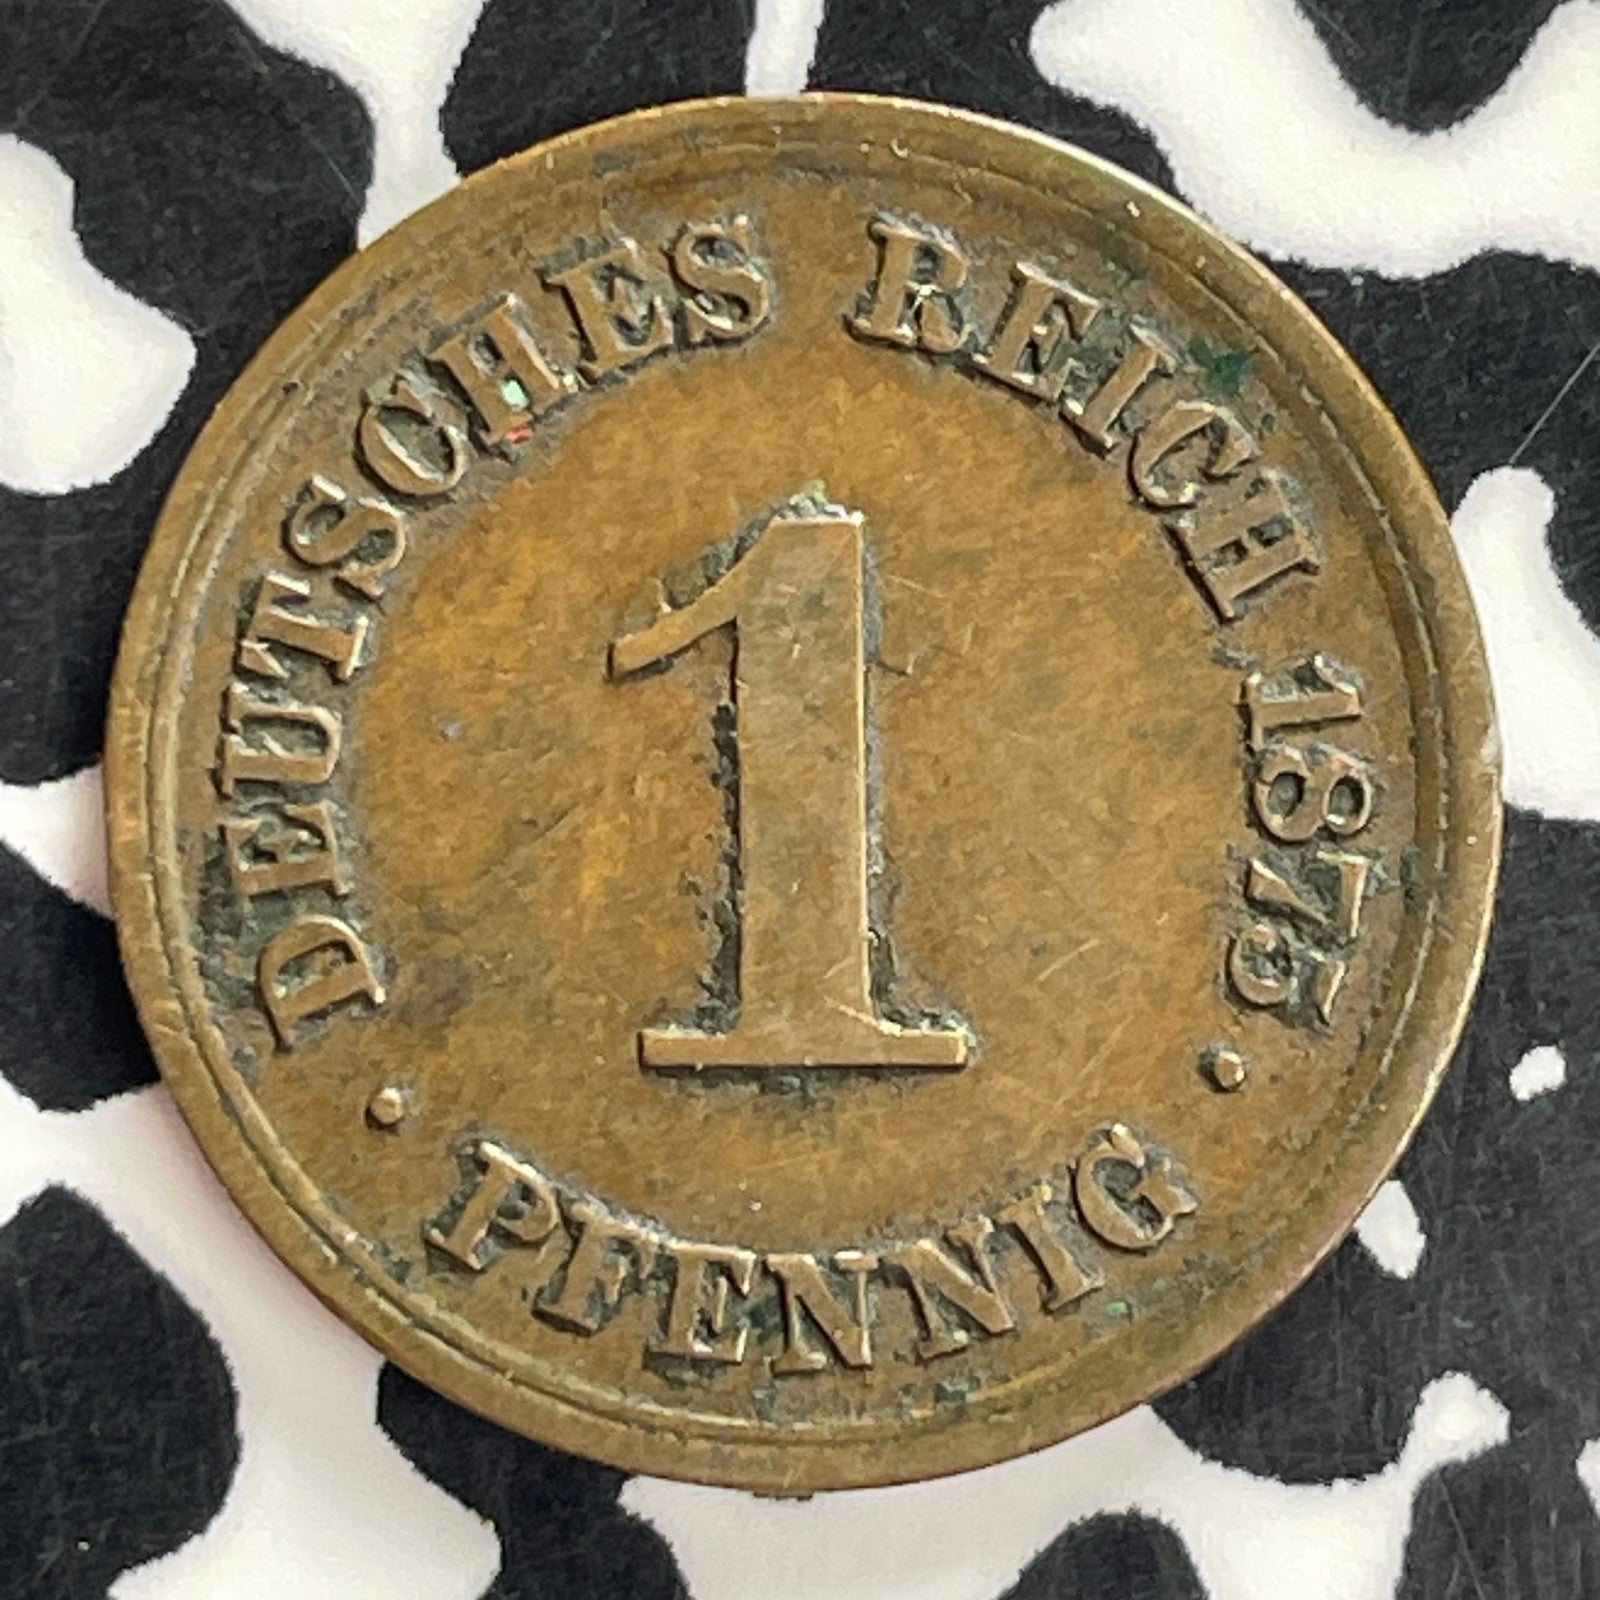 DEUTSCHES REICH 1875
1
• PFENNIG •